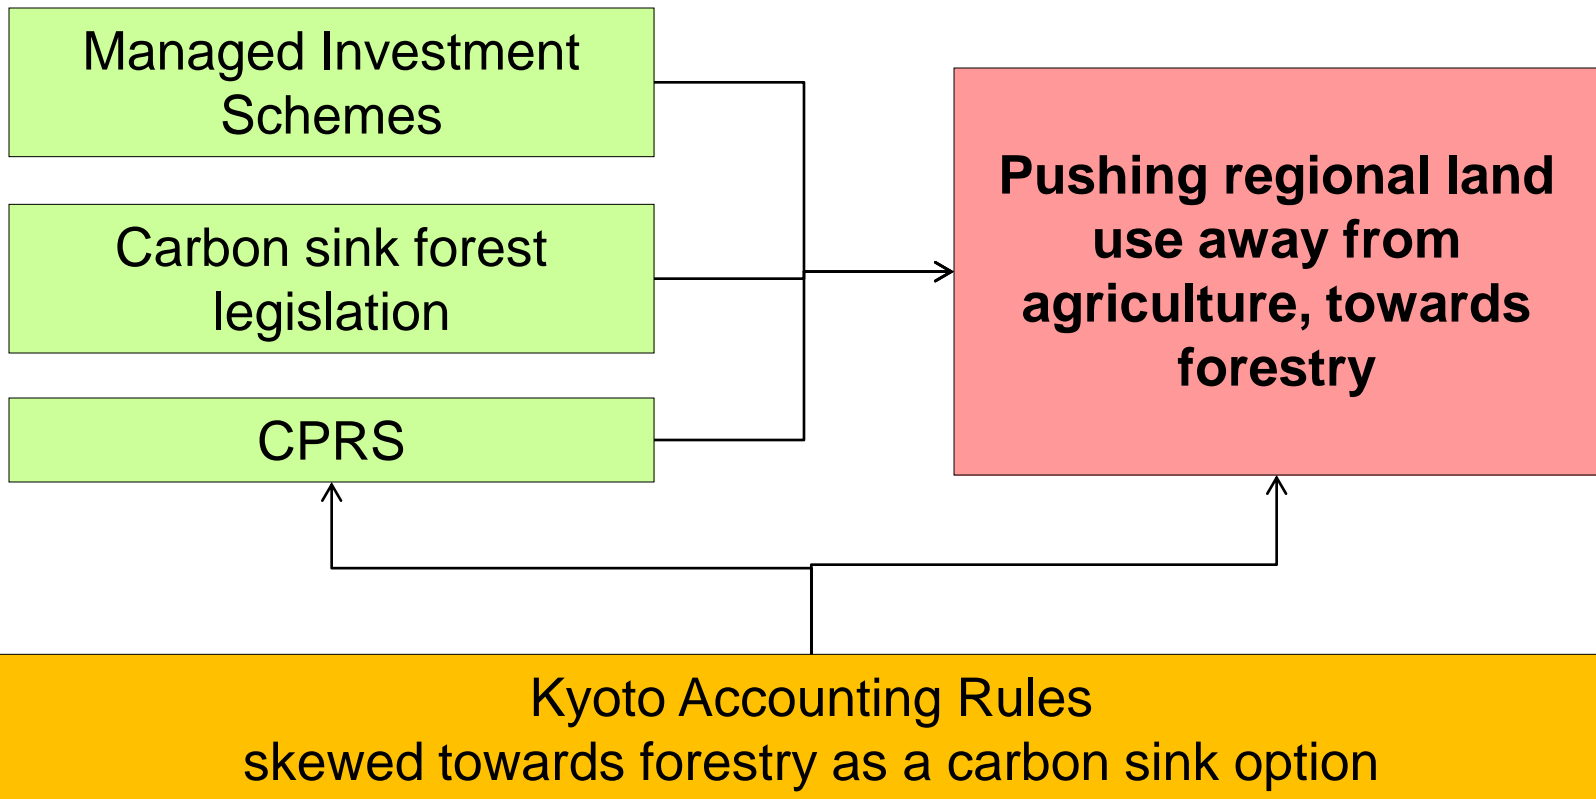 Managed Investment
Schemes
Carbon sink forest
legislation
CPRS
Pushing regional land
use away from
agriculture, towards
forestry
Kyoto Accounting Rules
skewed towards forestry as a carbon sink option